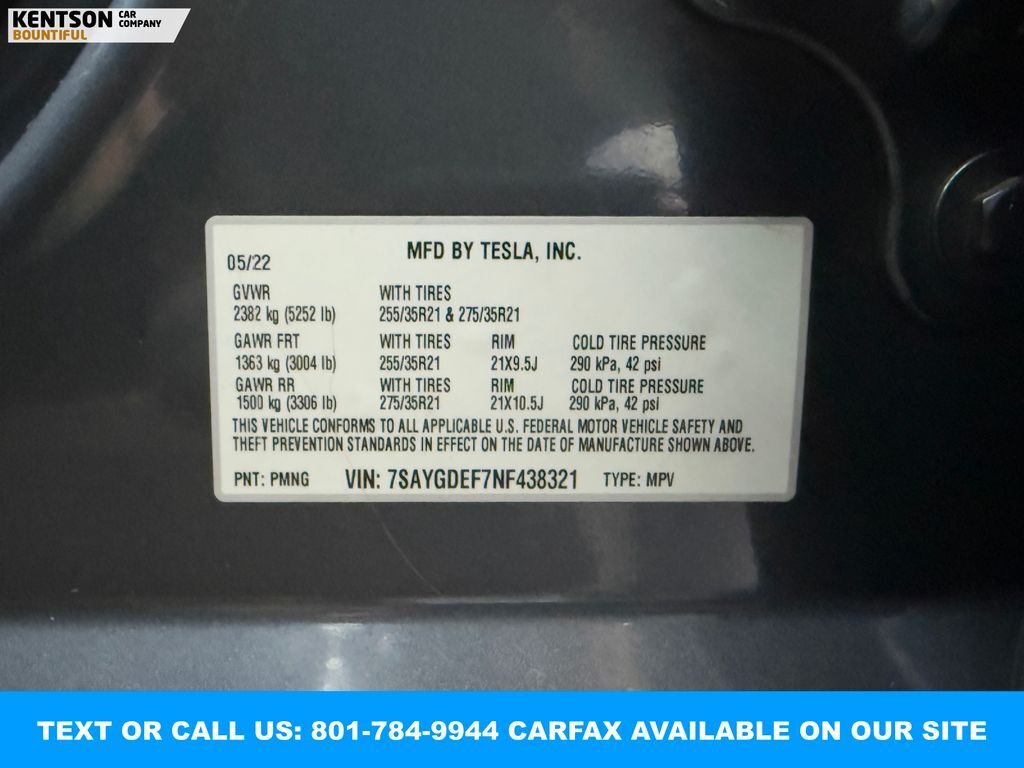 KENTSON CAR COMPANY
BOUNTIFUL
MFD BY TESLA, INC.
05/22
GVWR WITH TIRES
2382 kg (5252 lb) 255/35R21 & 275/35R21
GAWR FRT WITH TIRES RIM COLD TIRE PRESSURE
1363 kg (3004 lb) 255/35R21 21X9.5J 290 kPa, 42 psi
GAWR RR WITH TIRES RIM COLD TIRE PRESSURE
1500 kg (3306 lb) 275/35R21 21X10.5J 290 kPa, 42 psi
THIS VEHICLE CONFORMS TO ALL APPLICABLE U.S. FEDERAL MOTOR VEHICLE SAFETY AND
THEFT PREVENTION STANDARDS IN EFFECT ON THE DATE OF MANUFACTURE SHOWN ABOVE.
PNT: PMNG VIN: 7SAYGDEF7NF438321 TYPE: MPV
TEXT OR CALL US: 801-784-9944 CARFAX AVAILABLE ON OUR SITE